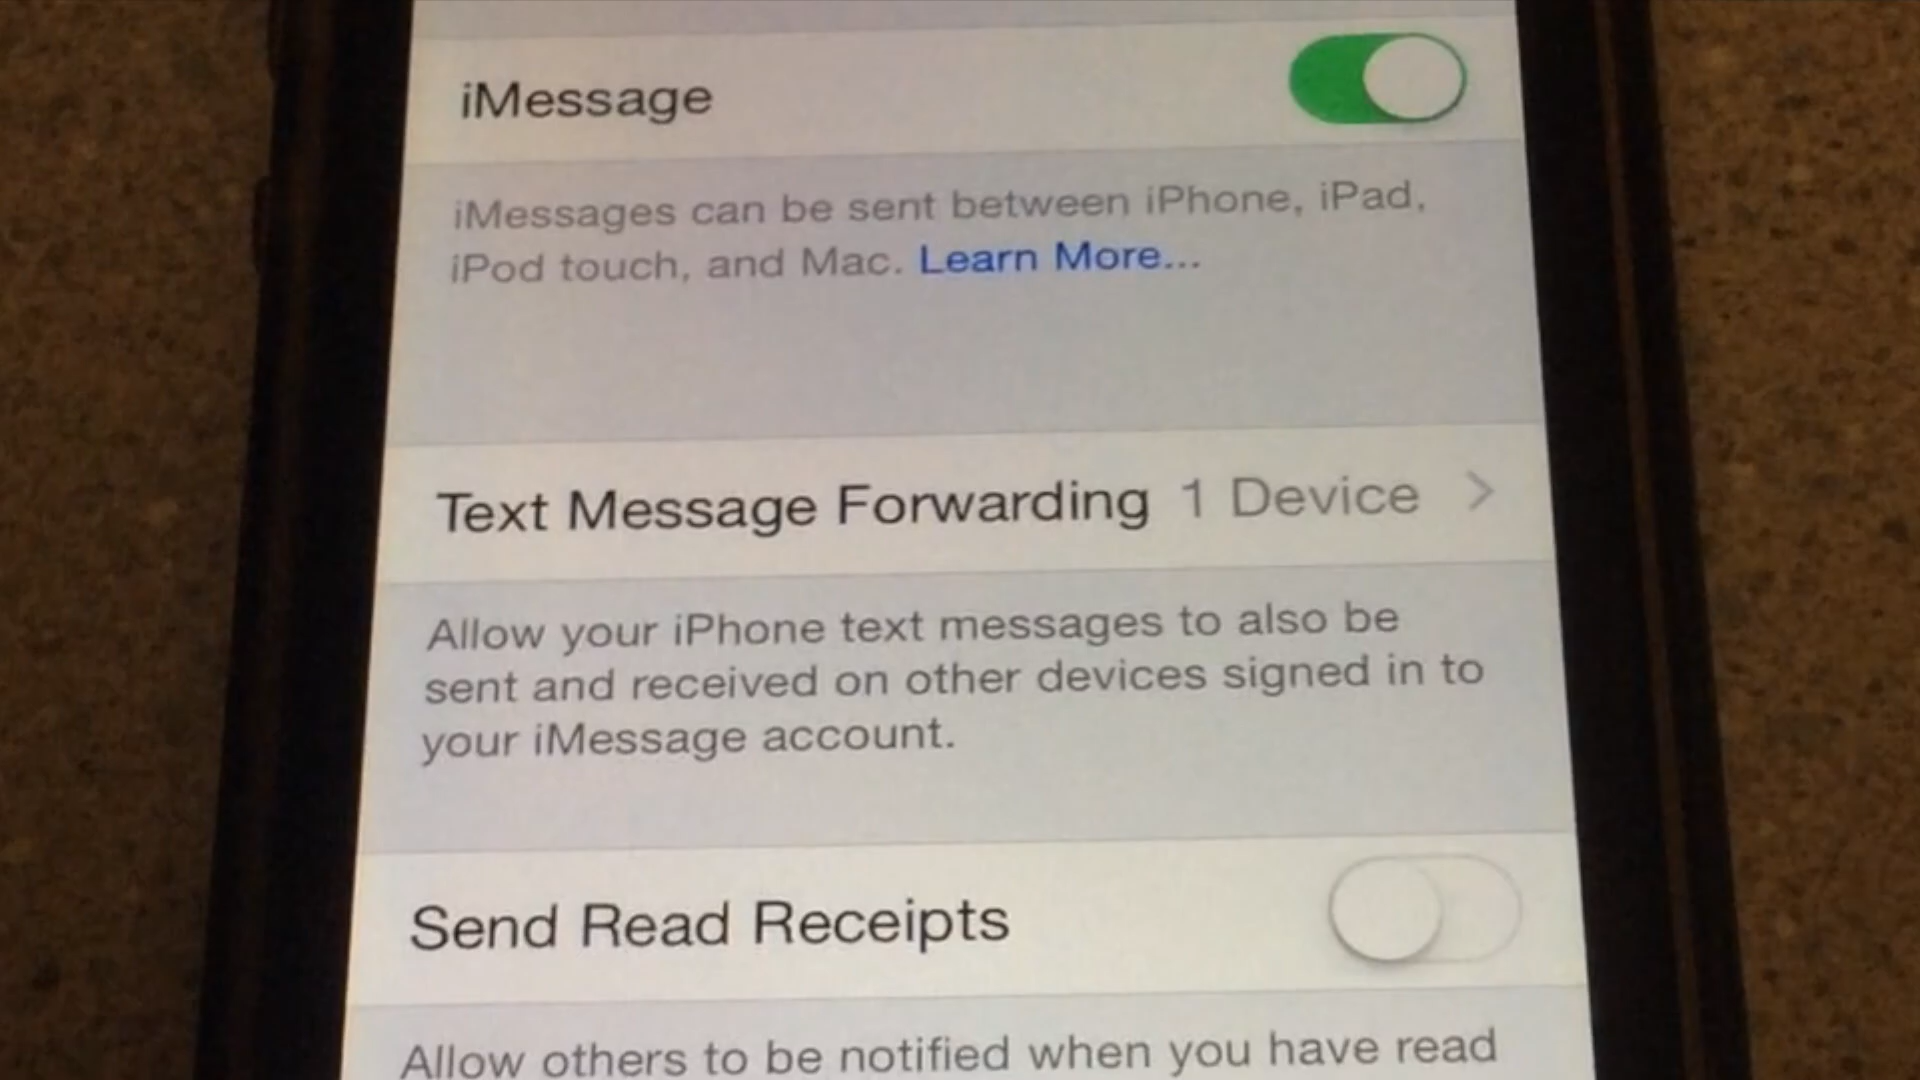 iMessage
iMessages can be sent between iPhone, iPad,
iPod touch, and Mac. Learn More...
Text Message Forwarding 1 Device >
Allow your iPhone text messages to also be
sent and received on other devices signed in to
your iMessage account.
Send Read Receipts
Allow others to be notified when you have read